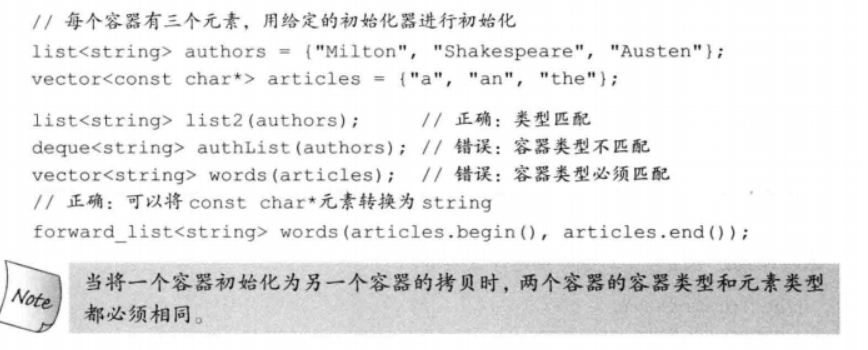 // 每个容器有三个元素，用给定的初始化器进行初始化
list<string> authors = {"Milton", "Shakespeare", "Austen"};
vector<const char*> articles = {"a", "an", "the"};
list<string> list2(authors); // 正确：类型匹配
deque<string> authList(authors); // 错误：容器类型不匹配
vector<string> words(articles); // 错误：容器类型必须匹配
// 正确：可以将 const char*元素转换为 string
forward_list<string> words(articles.begin(), articles.end());
Note
当将一个容器初始化为另一个容器的拷贝时，两个容器的容器类型和元素类型
都必须相同。